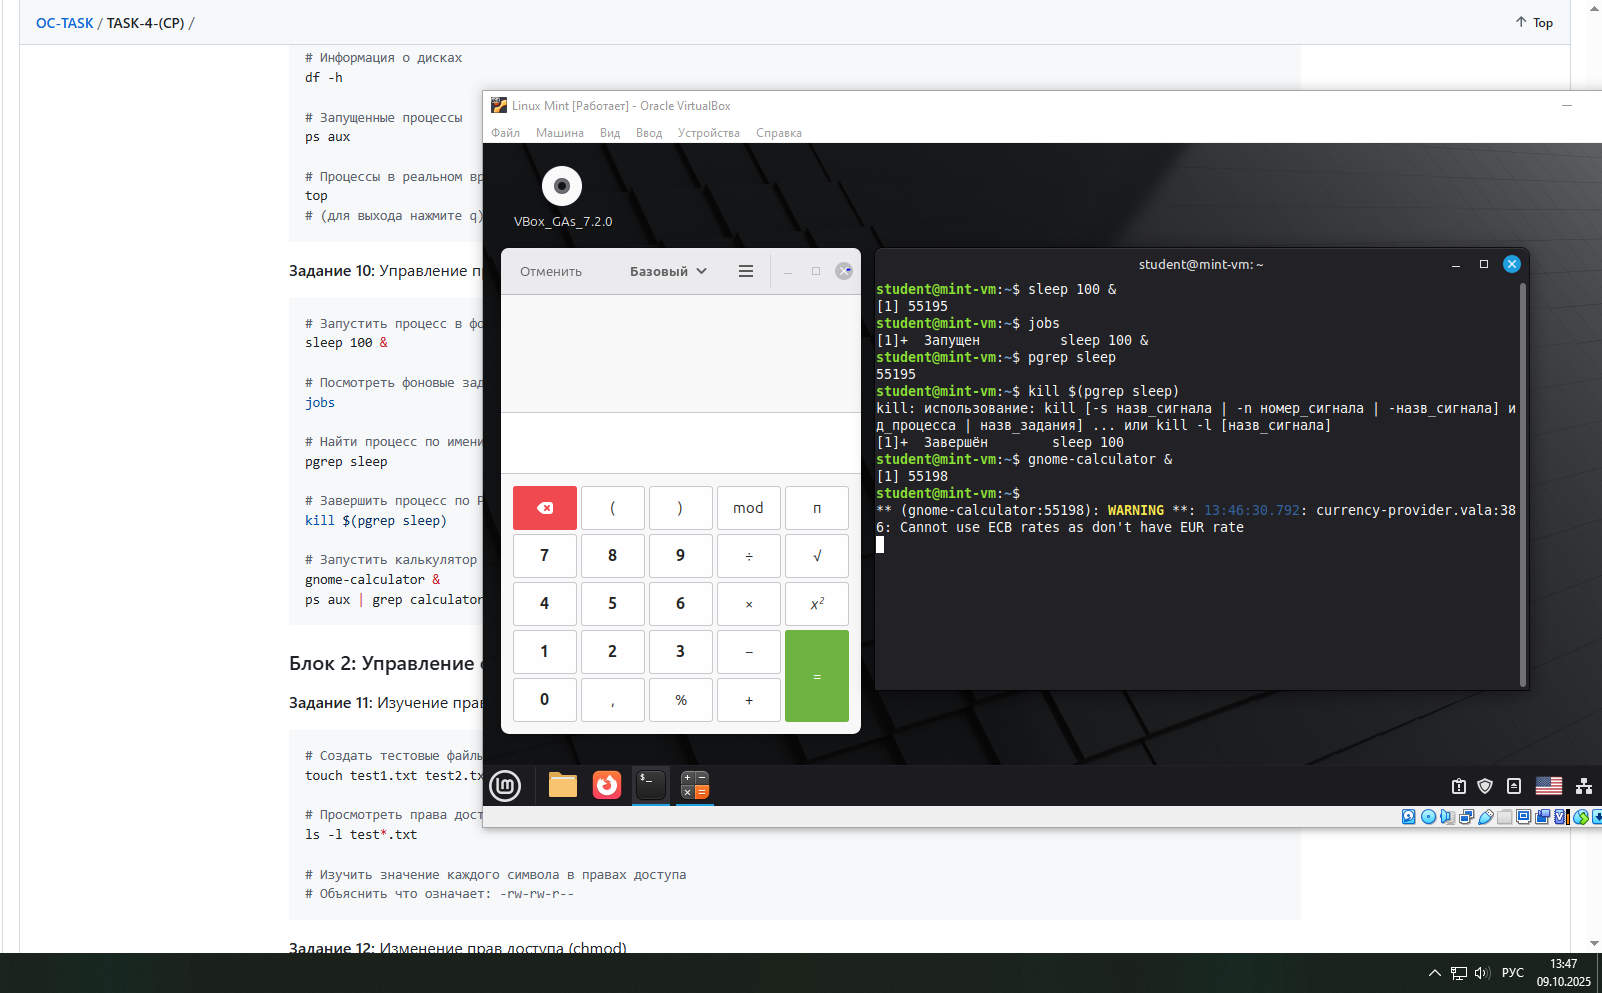 OC-TASK / TASK-4-(CP) /
Top
# Информация о дисках
df -h
# Запущенные процессы
ps aux
# Процессы в реальном вр
top
# (для выхода нажмите q)
Задание 10: Управление п
# Запустить процесс в фо
sleep 100 &
# Посмотреть фоновые зад
jobs
# Найти процесс по имени
pgrep sleep
# Завершить процесс по P
kill $(pgrep sleep)
# Запустить калькулятор
gnome-calculator &
ps aux | grep calculator
Блок 2: Управление
Задание 11: Изучение прав
# Создать тестовые файлы
touch test1.txt test2.tx
# Просмотреть права дост
ls -l test*.txt
# Изучить значение каждого символа в правах доступа
# Объяснить что означает: -rw-rw-r--
Задание 12: Изменение прав доступа (chmod)
Linux Mint [Работает] - Oracle VirtualBox
Файл Машина Вид Ввод Устройства Справка
VBox_GAs_7.2.0
Отменить Базовый
( ) mod π
7 8 9 ÷ √
4 5 6 × x²
1 2 3 − =
0 , % +
student@mint-vm: ~
student@mint-vm:~$ sleep 100 &
[1] 55195
student@mint-vm:~$ jobs
[1]+  Запущен          sleep 100 &
student@mint-vm:~$ pgrep sleep
55195
student@mint-vm:~$ kill $(pgrep sleep)
kill: использование: kill [-s назв_сигнала | -n номер_сигнала | -назв_сигнала] и
д_процесса | назв_задания] ... или kill -l [назв_сигнала]
[1]+  Завершён        sleep 100
student@mint-vm:~$ gnome-calculator &
[1] 55198
student@mint-vm:~$
** (gnome-calculator:55198): WARNING **: 13:46:30.792: currency-provider.vala:38
6: Cannot use ECB rates as don't have EUR rate
РУС
13:47
09.10.2025